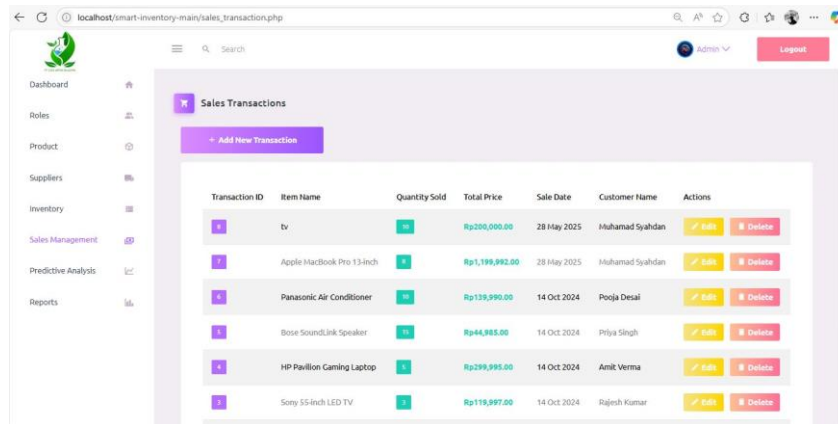 localhost/smart-inventory-main/sales_transaction.php
Search
Admin
Logout
Dashboard
Roles
Product
Suppliers
Inventory
Sales Management
Predictive Analysis
Reports
Sales Transactions
+ Add New Transaction
Transaction ID Item Name Quantity Sold Total Price Sale Date Customer Name Actions
8 tv 10 Rp200,000.00 28 May 2025 Muhamad Syahdan Edit Delete
7 Apple MacBook Pro 13-inch 8 Rp1,199,992.00 28 May 2025 Muhamad Syahdan Edit Delete
6 Panasonic Air Conditioner 10 Rp139,990.00 14 Oct 2024 Pooja Desai Edit Delete
5 Bose SoundLink Speaker 15 Rp44,985.00 14 Oct 2024 Priya Singh Edit Delete
4 HP Pavilion Gaming Laptop 5 Rp299,995.00 14 Oct 2024 Amit Verma Edit Delete
3 Sony 55-inch LED TV 3 Rp119,997.00 14 Oct 2024 Rajesh Kumar Edit Delete